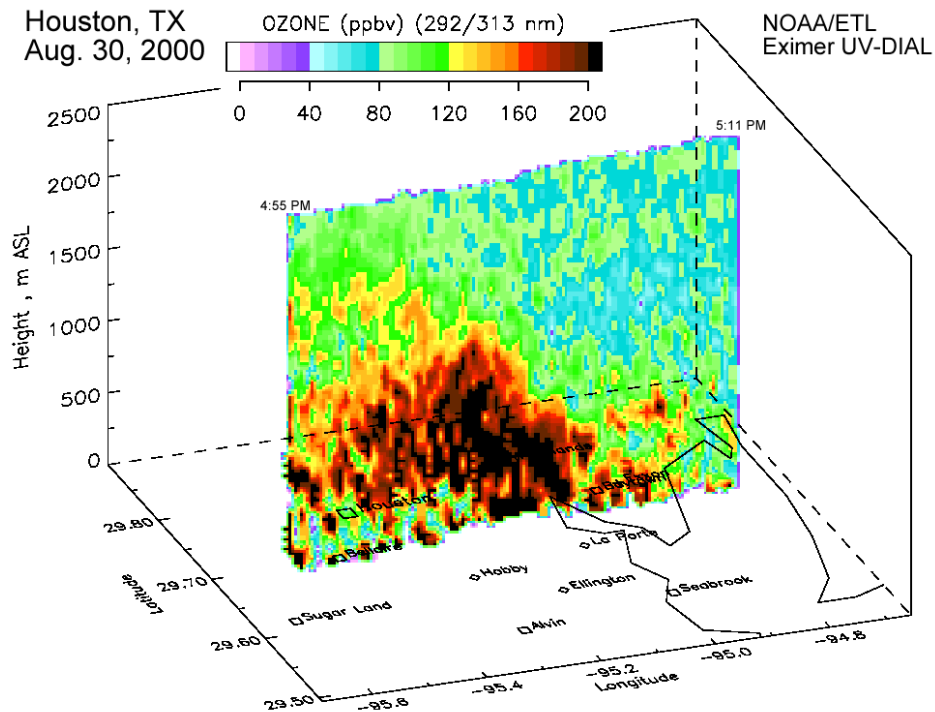 Houston, TX
Aug. 30, 2000
OZONE (ppbv) (292/313 nm)
0 40 80 120 160 200
NOAA/ETL
Eximer UV-DIAL
5:11 PM
4:55 PM
2500
2000
1500
1000
500
0
Height , m ASL
Houston
Bellaire
Baytown
La Porte
Hobby
Ellington
Seabrook
Sugar Land
Alvin
29.80
29.70
29.60
29.50
Latitude
-95.6
-95.4
-95.2
-95.0
-94.8
Longitude